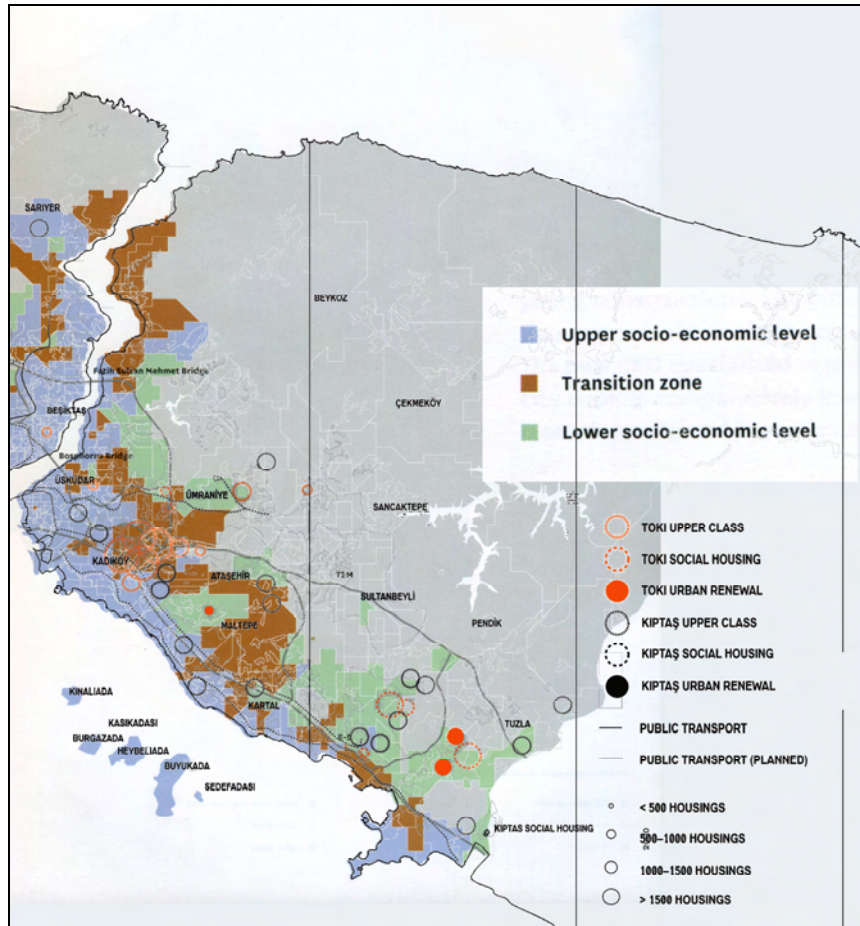 SARIYER
BEYKOZ
Upper socio-economic level
Transition zone
Lower socio-economic level
Fatih Sultan Mehmet Bridge
BEŞİKTAŞ
ÇEKMEKÖY
Bosphorus Bridge
ÜSKÜDAR
ÜMRANİYE
SANCAKTEPE
TOKI UPPER CLASS
TOKI SOCIAL HOUSING
TOKI URBAN RENEWAL
KIPTAŞ UPPER CLASS
KIPTAŞ SOCIAL HOUSING
KIPTAŞ URBAN RENEWAL
KADIKÖY
ATAŞEHİR
TEM
SULTANBEYLİ
MALTEPE
PENDİK
KINALIADA
KARTAL
KASIKADASI
BURGAZADA
HEYBELIADA
BUYUKADA
SEDEFADASI
E-5
TUZLA
PUBLIC TRANSPORT
PUBLIC TRANSPORT (PLANNED)
KIPTAS SOCIAL HOUSING
< 500 HOUSINGS
500–1000 HOUSINGS
1000–1500 HOUSINGS
> 1500 HOUSINGS